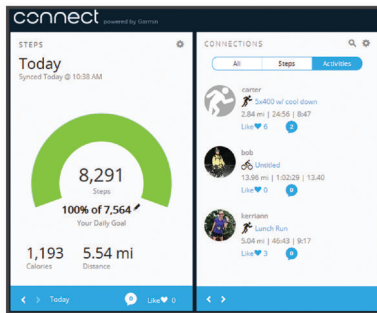 connect powered by Garmin
STEPS
Today
Synced Today @ 10:38 AM
8,291
Steps
100% of 7,564
Your Daily Goal
1,193
Calories
5.54 mi
Distance
Today
0
Like 0
CONNECTIONS
All
Steps
Activities
carter
5x400 w/ cool down
2.84 mi | 24:56 | 8:47
Like 6
2
bob
Untitled
13.96 mi | 1:02:29 | 13.40
Like 0
0
kerriann
Lunch Run
5.04 mi | 46:43 | 9:17
Like 3
0